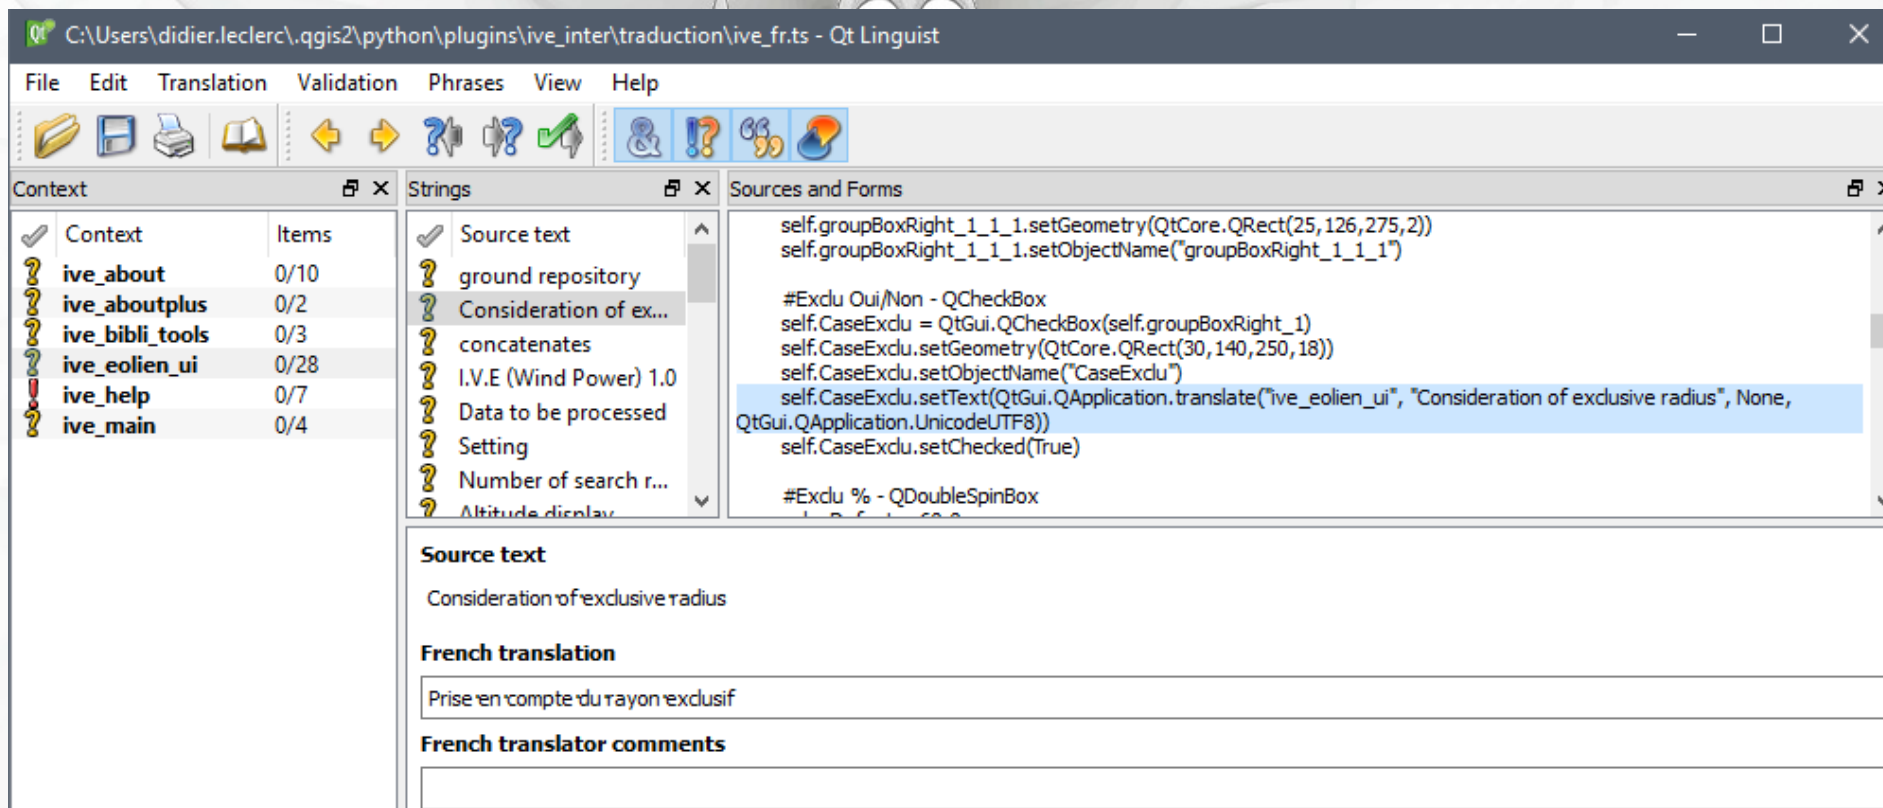 C:\Users\didier.leclerc\.qgis2\python\plugins\ive_inter\traduction\ive_fr.ts - Qt Linguist
File Edit Translation Validation Phrases View Help
Context
Context Items
ive_about 0/10
ive_aboutplus 0/2
ive_bibli_tools 0/3
ive_eolien_ui 0/28
ive_help 0/7
ive_main 0/4
Strings
Source text
ground repository
Consideration of ex...
concatenates
I.V.E (Wind Power) 1.0
Data to be processed
Setting
Number of search r...
Altitude display
Sources and Forms
self.groupBoxRight_1_1_1.setGeometry(QtCore.QRect(25,126,275,2))
self.groupBoxRight_1_1_1.setObjectName("groupBoxRight_1_1_1")
#Exclu Oui/Non - QCheckBox
self.CaseExclu = QtGui.QCheckBox(self.groupBoxRight_1)
self.CaseExclu.setGeometry(QtCore.QRect(30,140,250,18))
self.CaseExclu.setObjectName("CaseExclu")
self.CaseExclu.setText(QtGui.QApplication.translate("ive_eolien_ui", "Consideration of exclusive radius", None,
QtGui.QApplication.UnicodeUTF8))
self.CaseExclu.setChecked(True)
#Exclu % - QDoubleSpinBox
Source text
Consideration of exclusive radius
French translation
Prise en compte du rayon exclusif
French translator comments